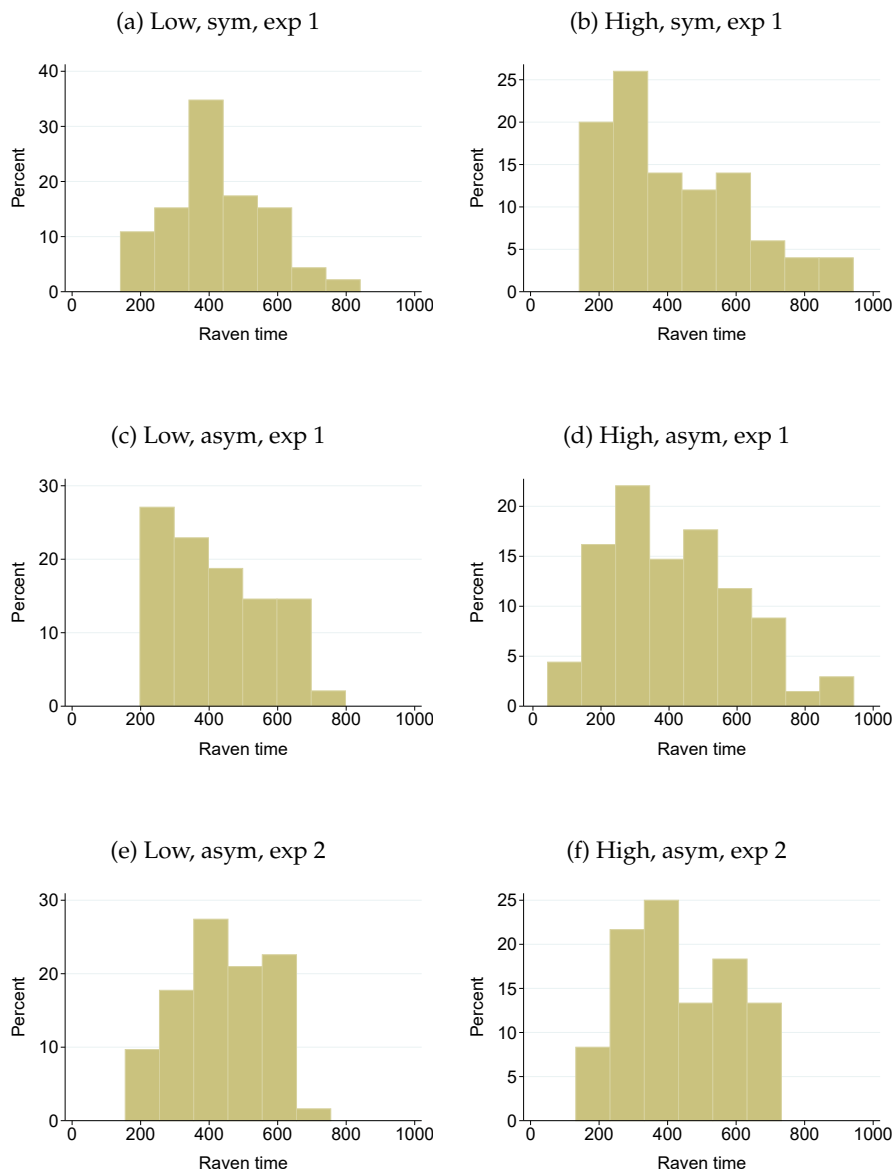 (a) Low, sym, exp 1
40
30
20
10
0
Percent
0 200 400 600 800 1000
Raven time
(b) High, sym, exp 1
25
20
15
10
5
0
Percent
0 200 400 600 800 1000
Raven time
(c) Low, asym, exp 1
30
20
10
0
Percent
0 200 400 600 800 1000
Raven time
(d) High, asym, exp 1
20
15
10
5
0
Percent
0 200 400 600 800 1000
Raven time
(e) Low, asym, exp 2
30
20
10
0
Percent
0 200 400 600 800 1000
Raven time
(f) High, asym, exp 2
25
20
15
10
5
0
Percent
0 200 400 600 800 1000
Raven time